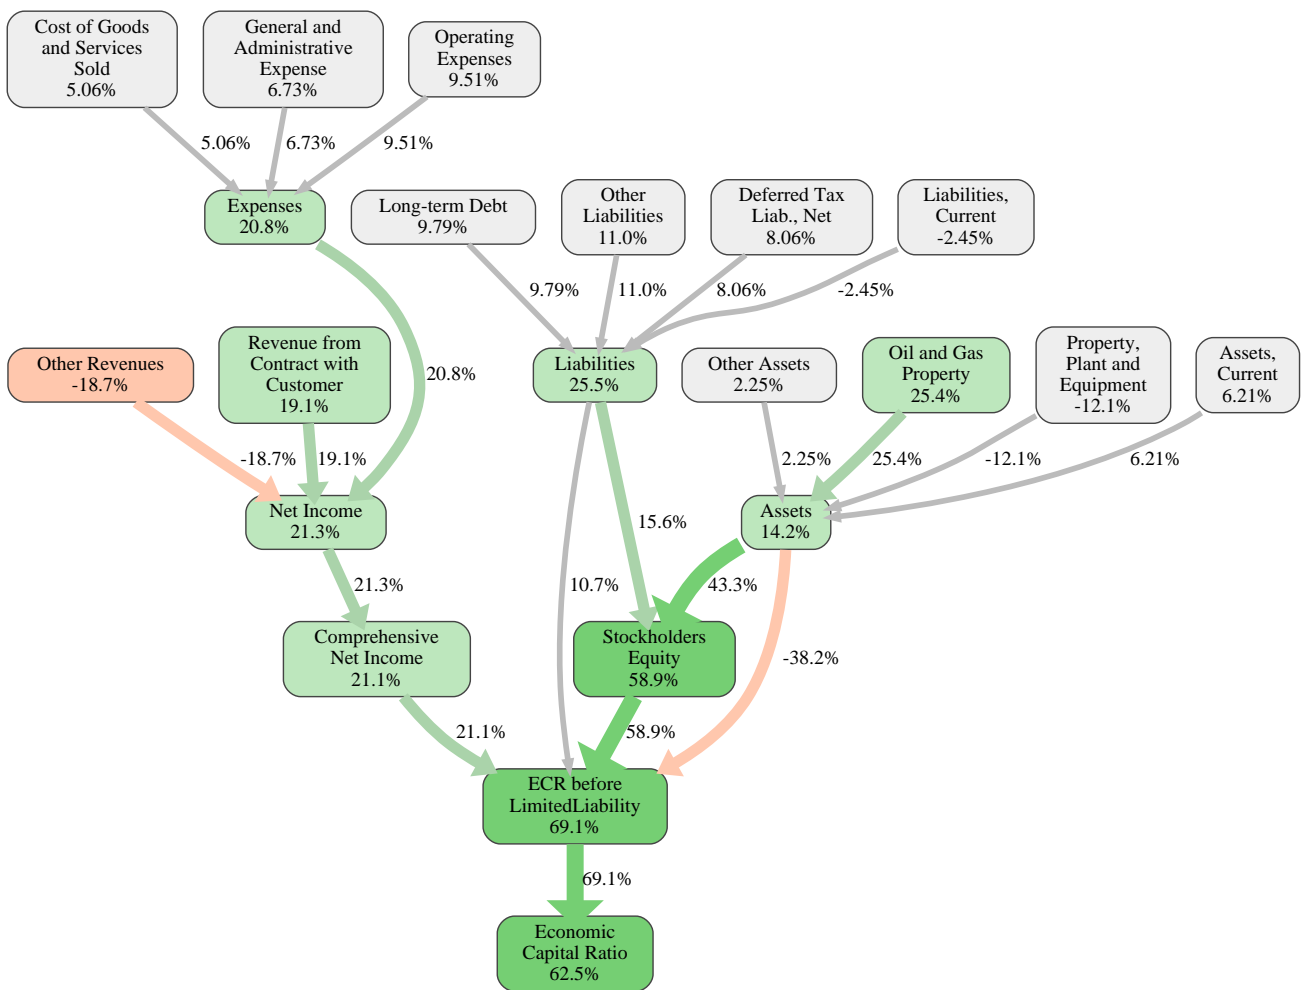 Cost of Goods
and Services
Sold
5.06%
General and
Administrative
Expense
6.73%
Operating
Expenses
9.51%
5.06%
6.73%
9.51%
Expenses
20.8%
Long-term Debt
9.79%
Other
Liabilities
11.0%
Deferred Tax
Liab., Net
8.06%
Liabilities,
Current
-2.45%
9.79%
11.0%
8.06%
-2.45%
Other Revenues
-18.7%
Revenue from
Contract with
Customer
19.1%
20.8%
Liabilities
25.5%
Other Assets
2.25%
Oil and Gas
Property
25.4%
Property,
Plant and
Equipment
-12.1%
Assets,
Current
6.21%
-18.7%
19.1%
2.25%
25.4%
-12.1%
6.21%
Net Income
21.3%
15.6%
Assets
14.2%
21.3%
10.7%
43.3%
Comprehensive
Net Income
21.1%
Stockholders
Equity
58.9%
-38.2%
21.1%
58.9%
ECR before
LimitedLiability
69.1%
69.1%
Economic
Capital Ratio
62.5%